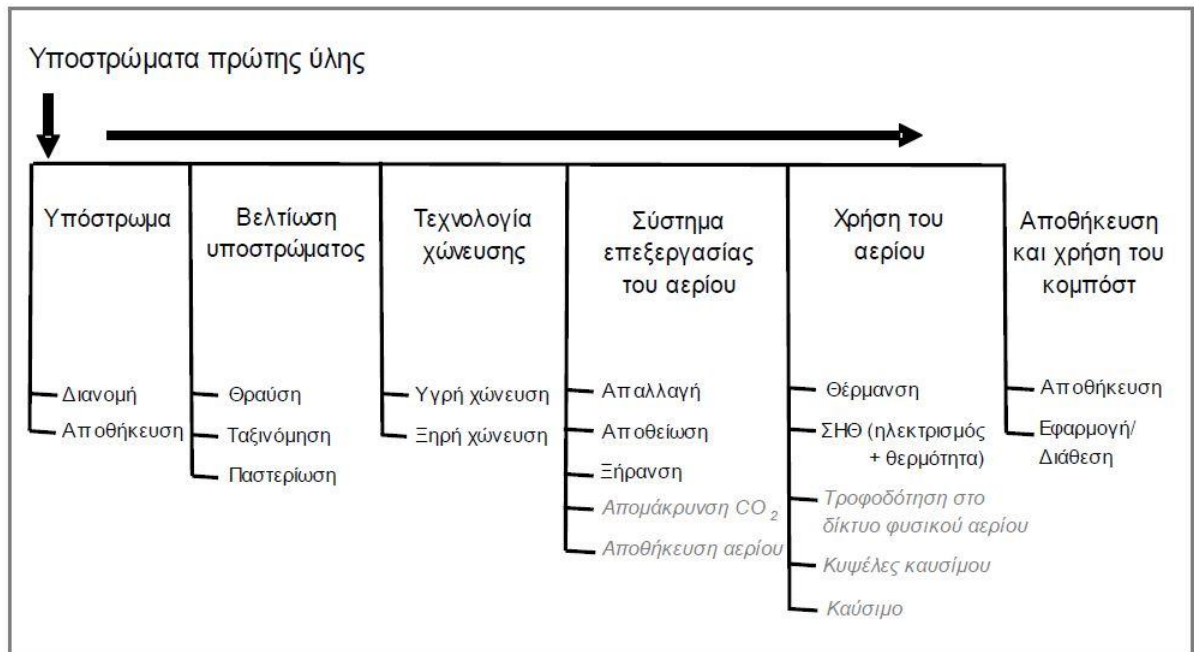 Υποστρώματα πρώτης ύλης
Υπόστρωμα
Διανομή
Αποθήκευση
Βελτίωση
υποστρώματος
Θραύση
Ταξινόμηση
Παστερίωση
Τεχνολογία
χώνευσης
Υγρή χώνευση
Ξηρή χώνευση
Σύστημα
επεξεργασίας
του αερίου
Απαλλαγή
Αποθείωση
Ξήρανση
Απομάκρυνση CO₂
Αποθήκευση αερίου
Χρήση του
αερίου
Θέρμανση
ΣΗΘ (ηλεκτρισμός
+ θερμότητα)
Τροφοδότηση στο
δίκτυο φυσικού αερίου
Κυψέλες καυσίμου
Καύσιμο
Αποθήκευση
και χρήση του
κομπόστ
Αποθήκευση
Εφαρμογή/
Διάθεση